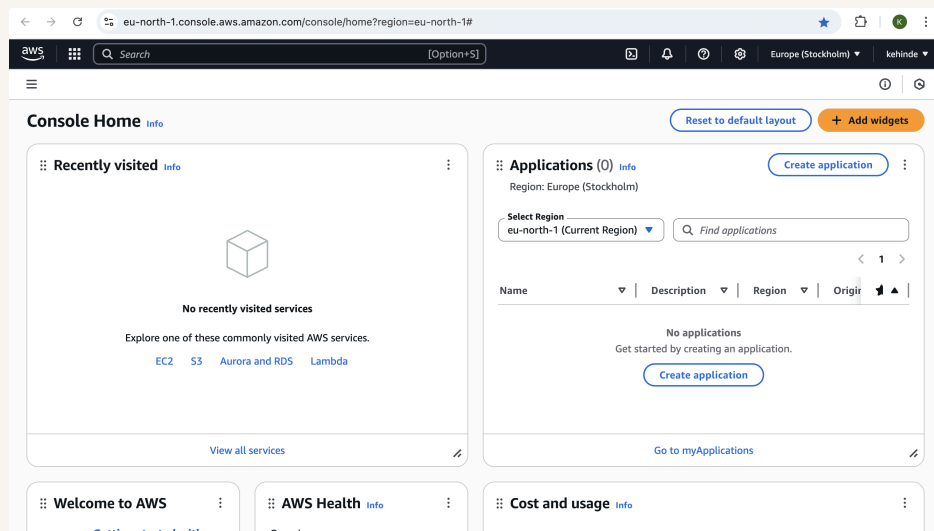 eu-north-1.console.aws.amazon.com/console/home?region=eu-north-1#
K
aws
Search
[Option+S]
Europe (Stockholm)
kehinde
Console Home Info
Reset to default layout
+ Add widgets
Recently visited Info
No recently visited services
Explore one of these commonly visited AWS services.
EC2 S3 Aurora and RDS Lambda
View all services
Applications (0) Info
Create application
Region: Europe (Stockholm)
Select Region
eu-north-1 (Current Region)
Find applications
1
Name Description Region Origin
No applications
Get started by creating an application.
Create application
Go to myApplications
Welcome to AWS
AWS Health Info
Cost and usage Info